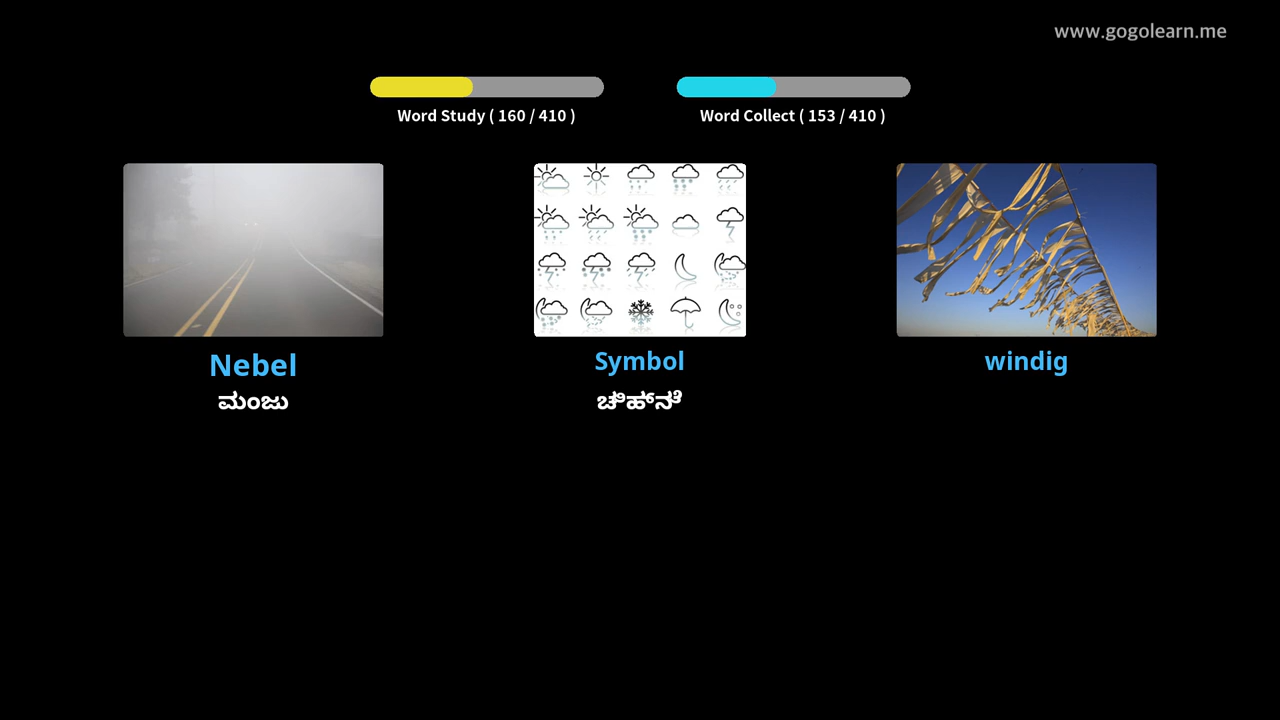 www.gogolearn.me
Word Study ( 160 / 410 )
Word Collect ( 153 / 410 )
Nebel
ಮಂಜು
Symbol
ಚಿಹ್ನೆ
windig